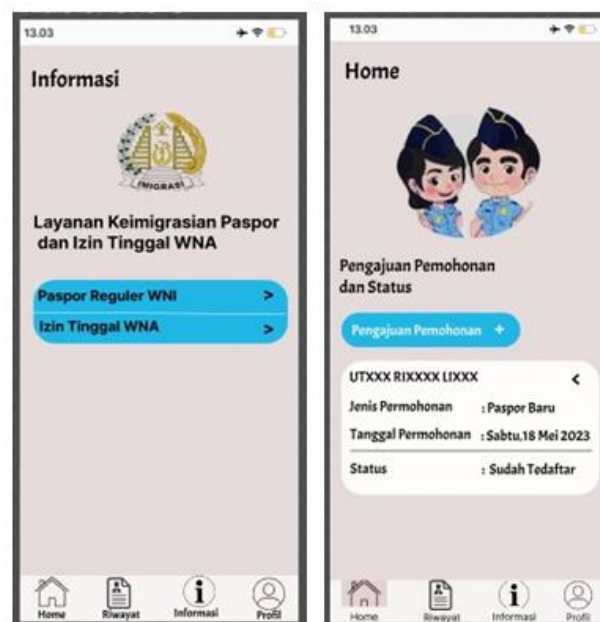 13.03
Informasi
IMIGRASI
Layanan Keimigrasian Paspor
dan Izin Tinggal WNA
Paspor Reguler WNI >
Izin Tinggal WNA >
Home Riwayat Informasi Profil
13.03
Home
Pengajuan Pemohonan
dan Status
Pengajuan Pemohonan +
UTXXX RIXXXX LIXXX <
Jenis Permohonan : Paspor Baru
Tanggal Permohonan : Sabtu,18 Mei 2023
Status : Sudah Tedaftar
Home Riwayat Informasi Profil